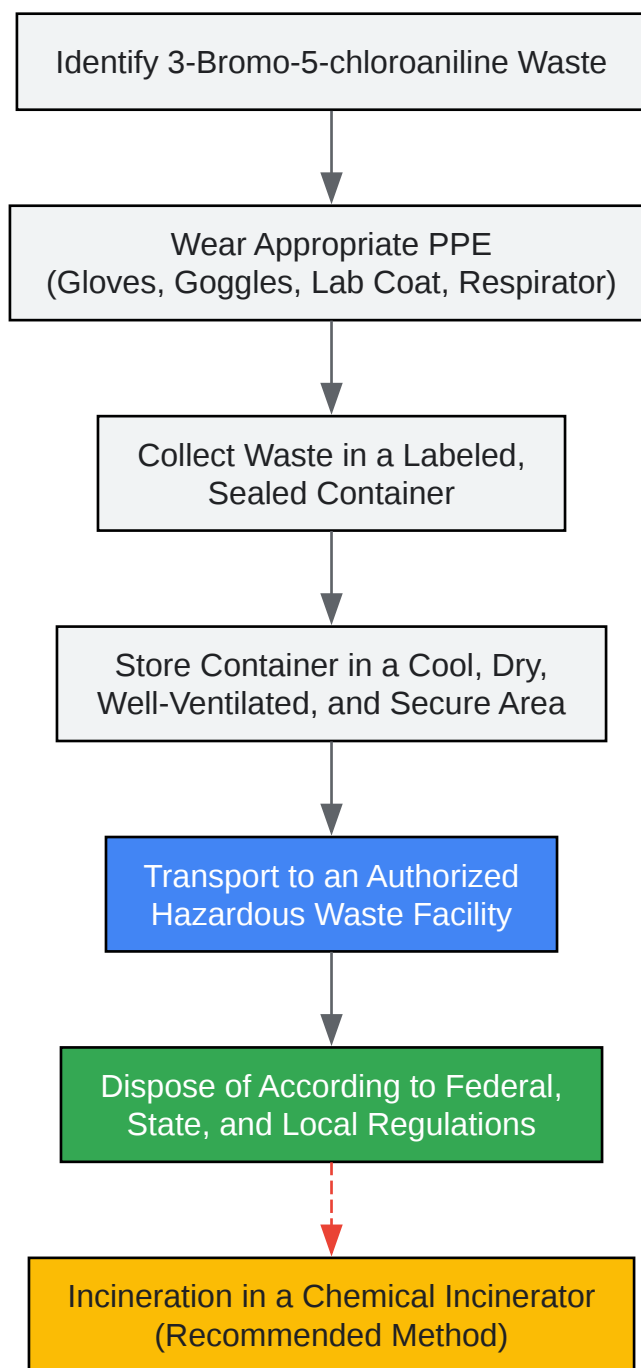 Identify 3-Bromo-5-chloroaniline Waste
Wear Appropriate PPE
(Gloves, Goggles, Lab Coat, Respirator)
Collect Waste in a Labeled,
Sealed Container
Store Container in a Cool, Dry,
Well-Ventilated, and Secure Area
Transport to an Authorized
Hazardous Waste Facility
Dispose of According to Federal,
State, and Local Regulations
Incineration in a Chemical Incinerator
(Recommended Method)